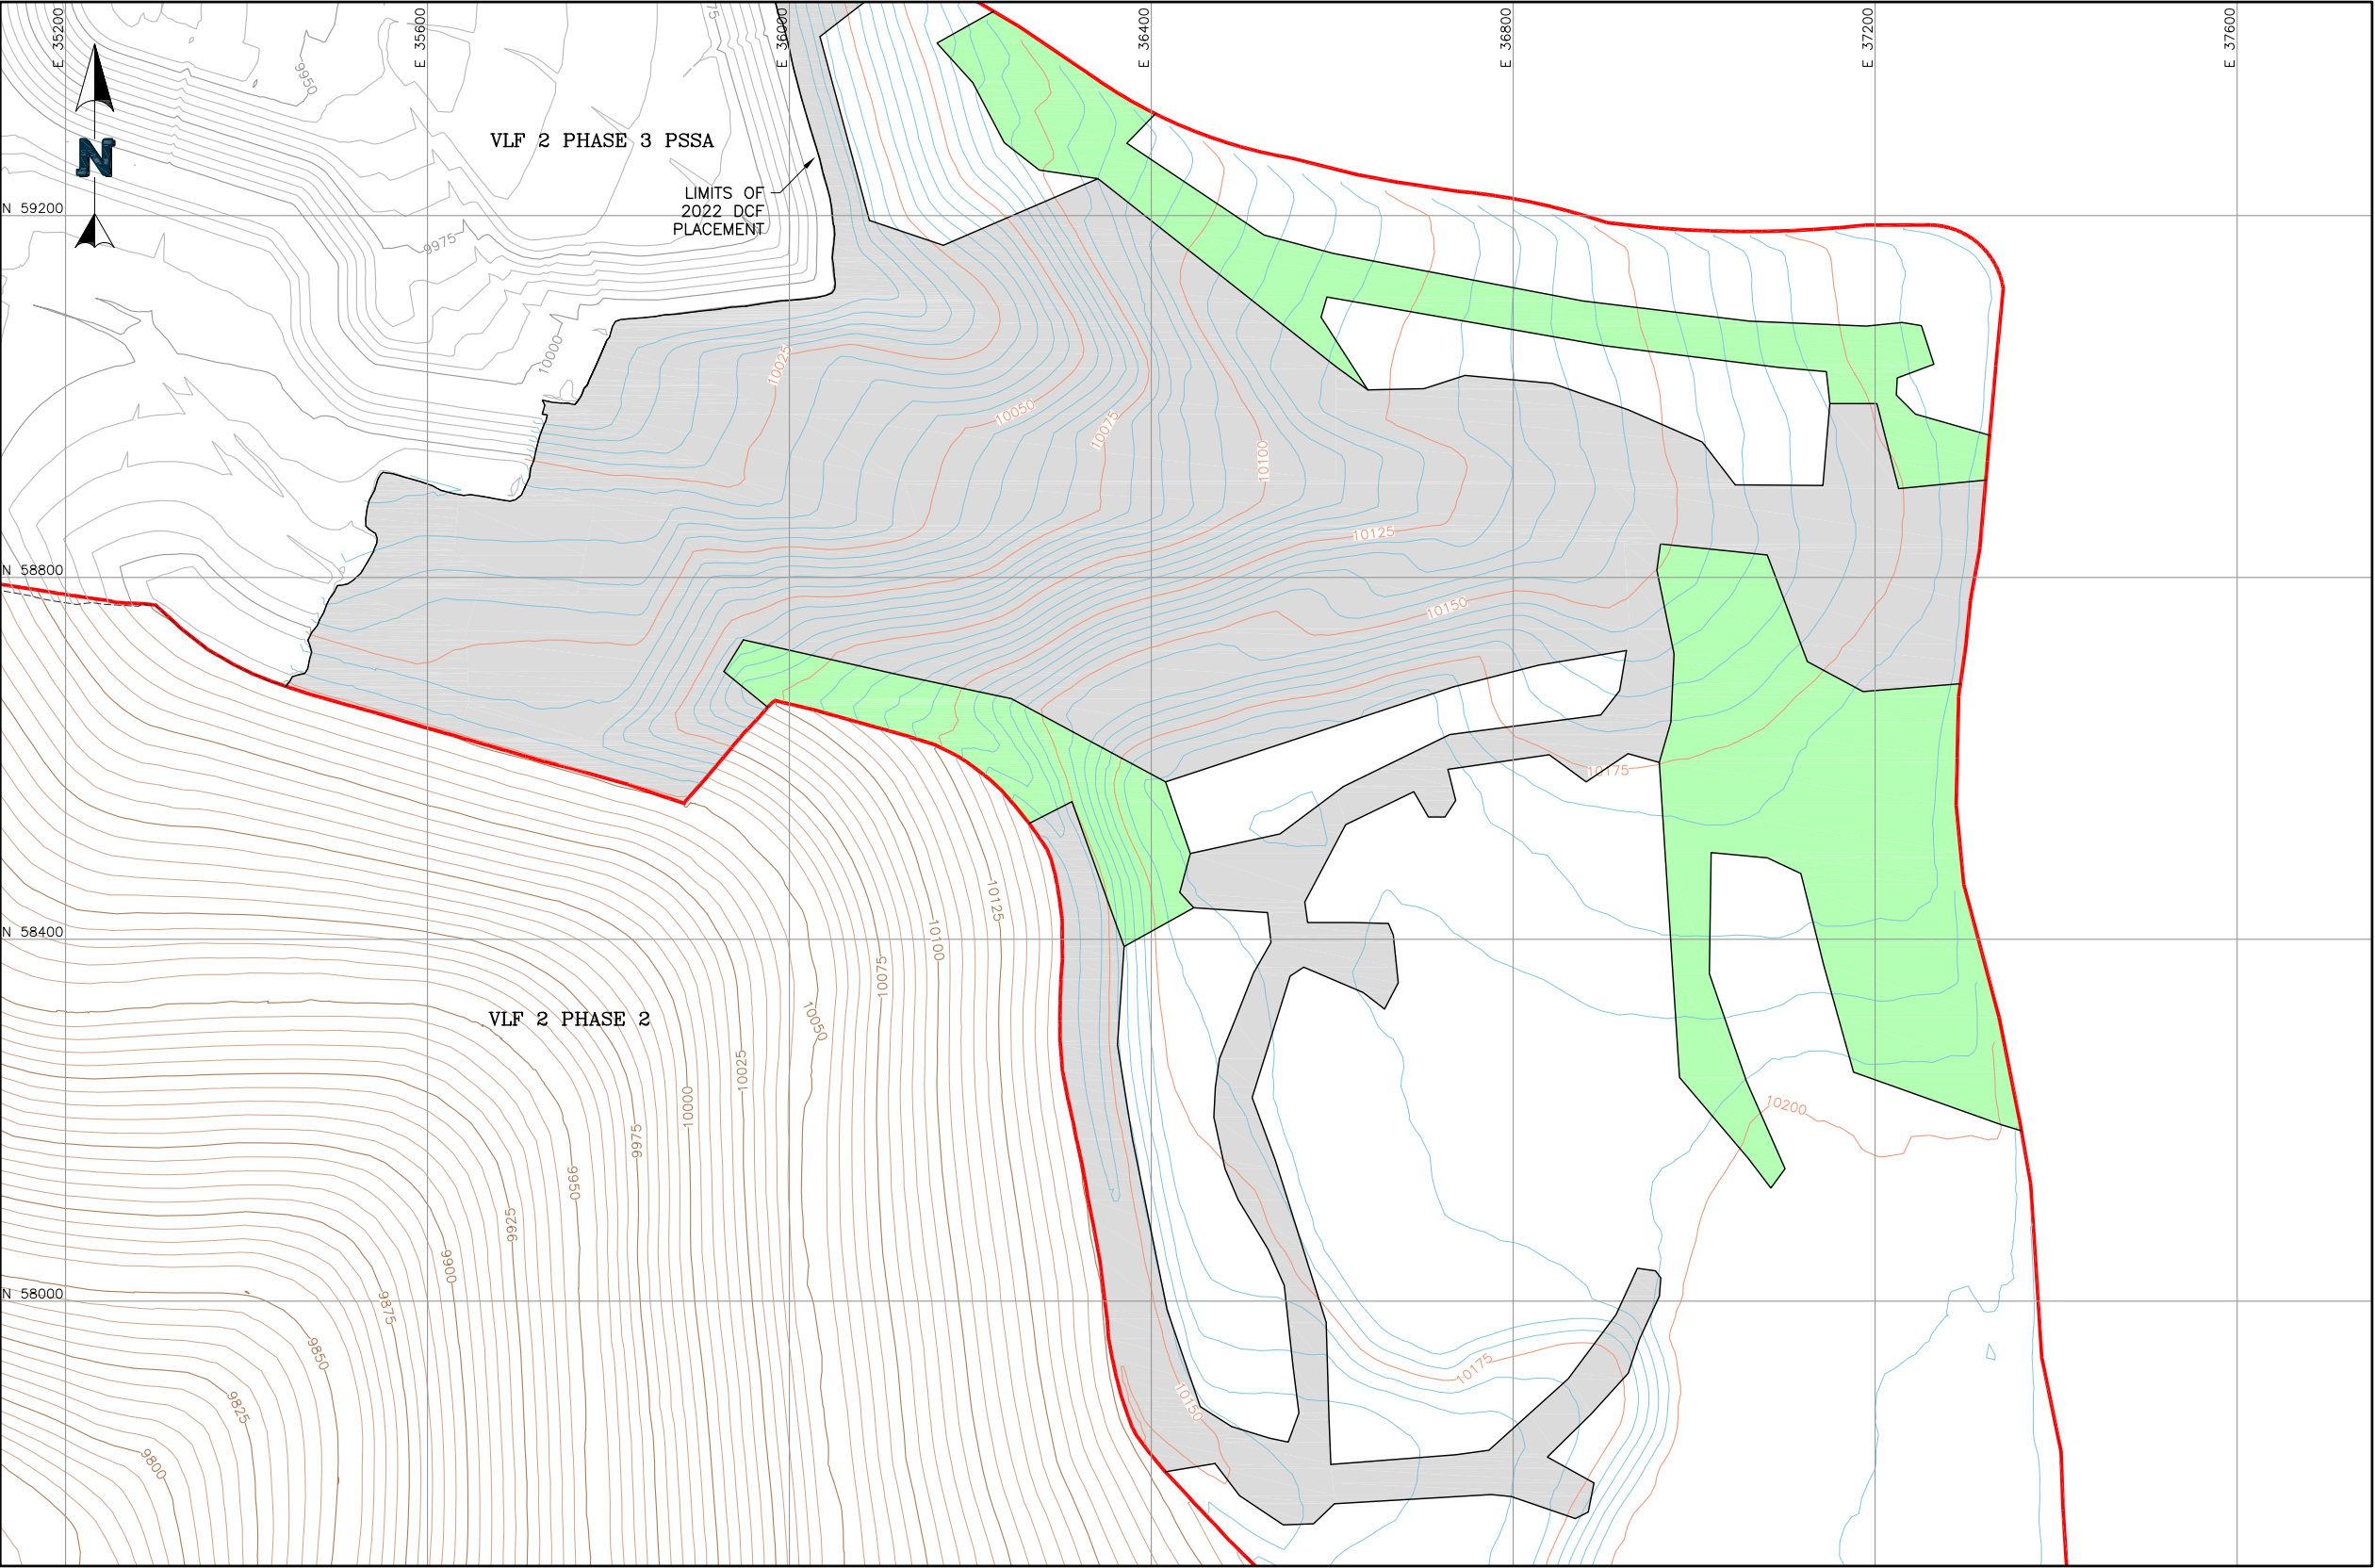 E 35200
E 35600
E 36000
E 36400
E 36800
E 37200
E 37600
75
9950
N
VLF 2 PHASE 3 PSSA
LIMITS OF
2022 DCF
PLACEMENT
N 59200
9975
10000
10025
10050
10075
10100
10125
N 58800
10150
10175
N 58400
VLF 2 PHASE 2
10125
10100
10075
10050
10025
10000
9975
9950
9925
9900
9875
9850
9825
9800
10200
N 58000
10175
10150